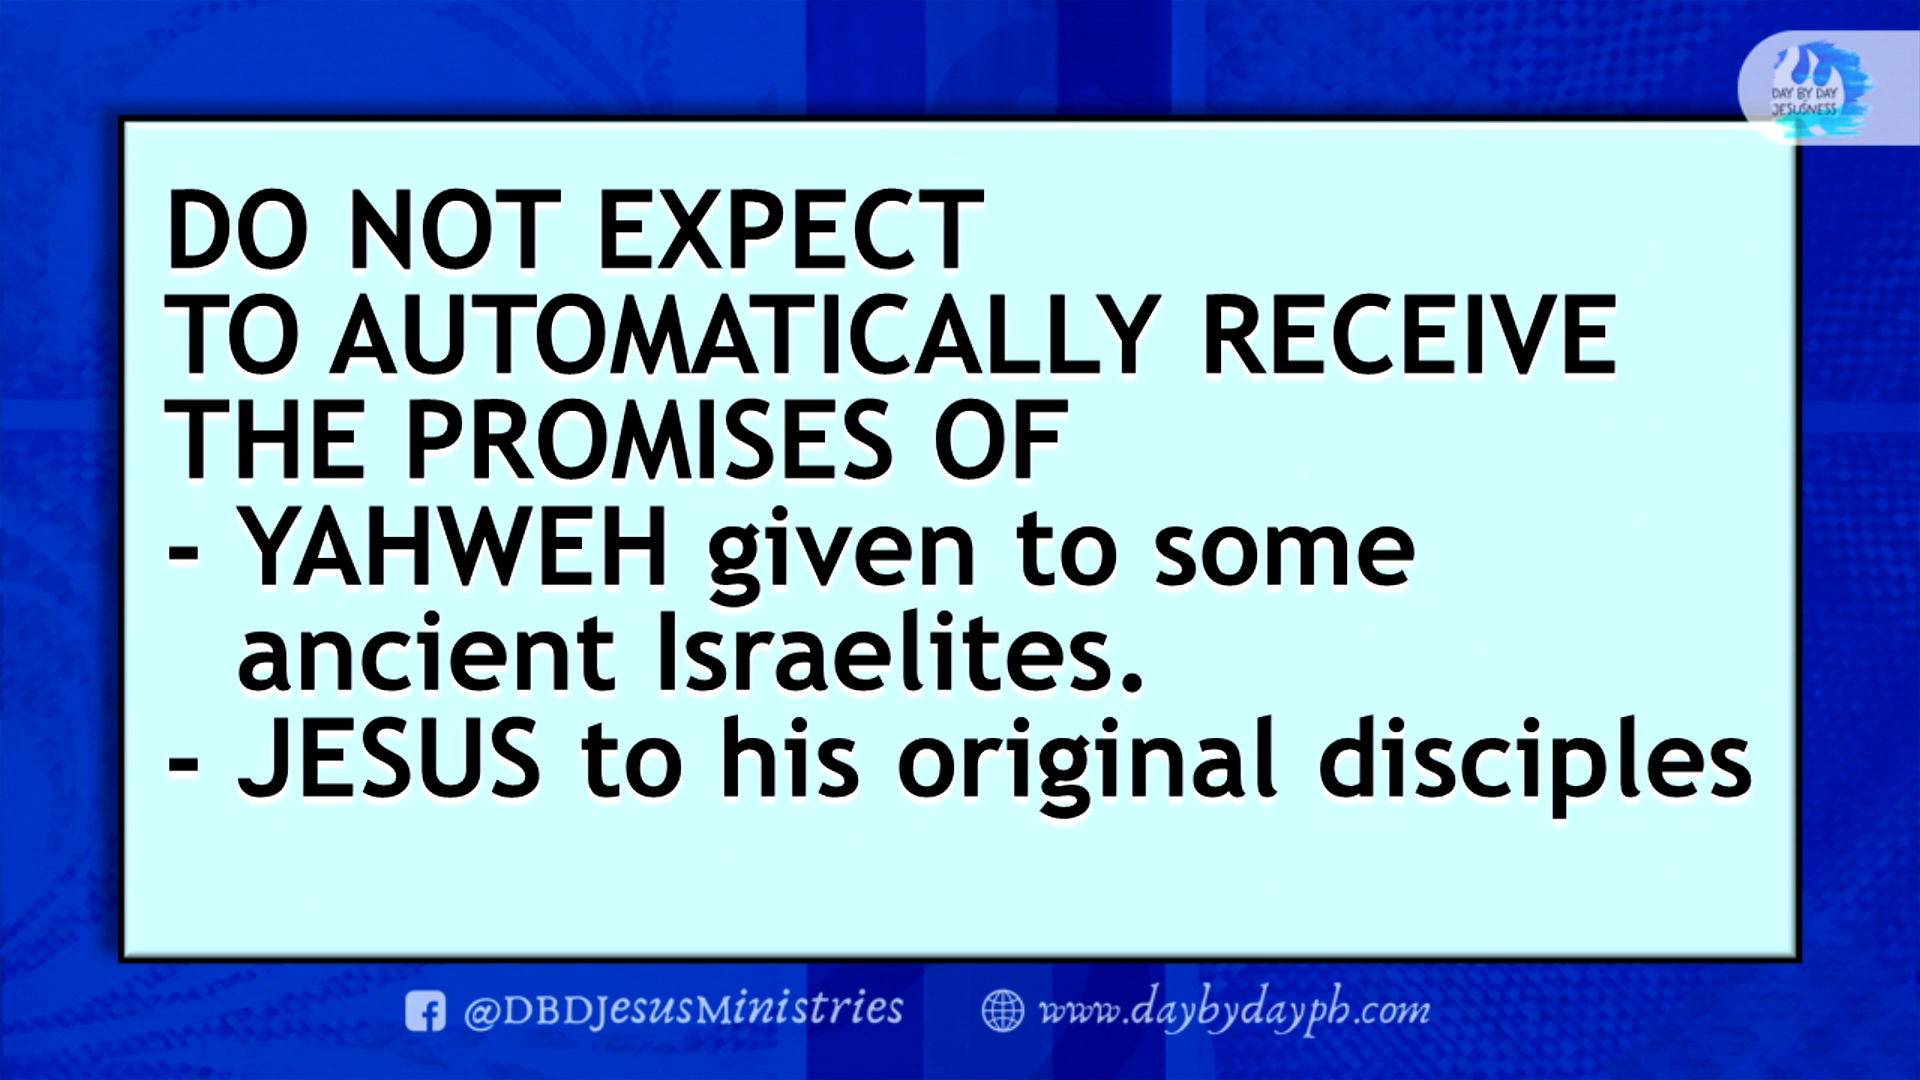 DAY BY DAY
JESUSNESS
DO NOT EXPECT
TO AUTOMATICALLY RECEIVE
THE PROMISES OF
- YAHWEH given to some
ancient Israelites.
- JESUS to his original disciples
@DBDJesusMinistries
www.daybydayph.com